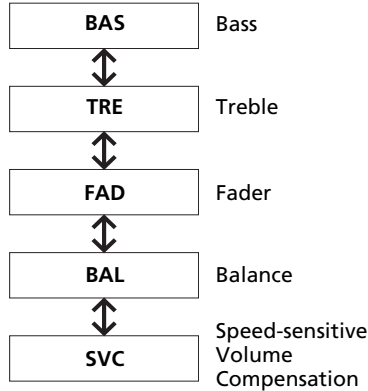 BAS Bass
TRE Treble
FAD Fader
BAL Balance
SVC Speed-sensitive
Volume
Compensation